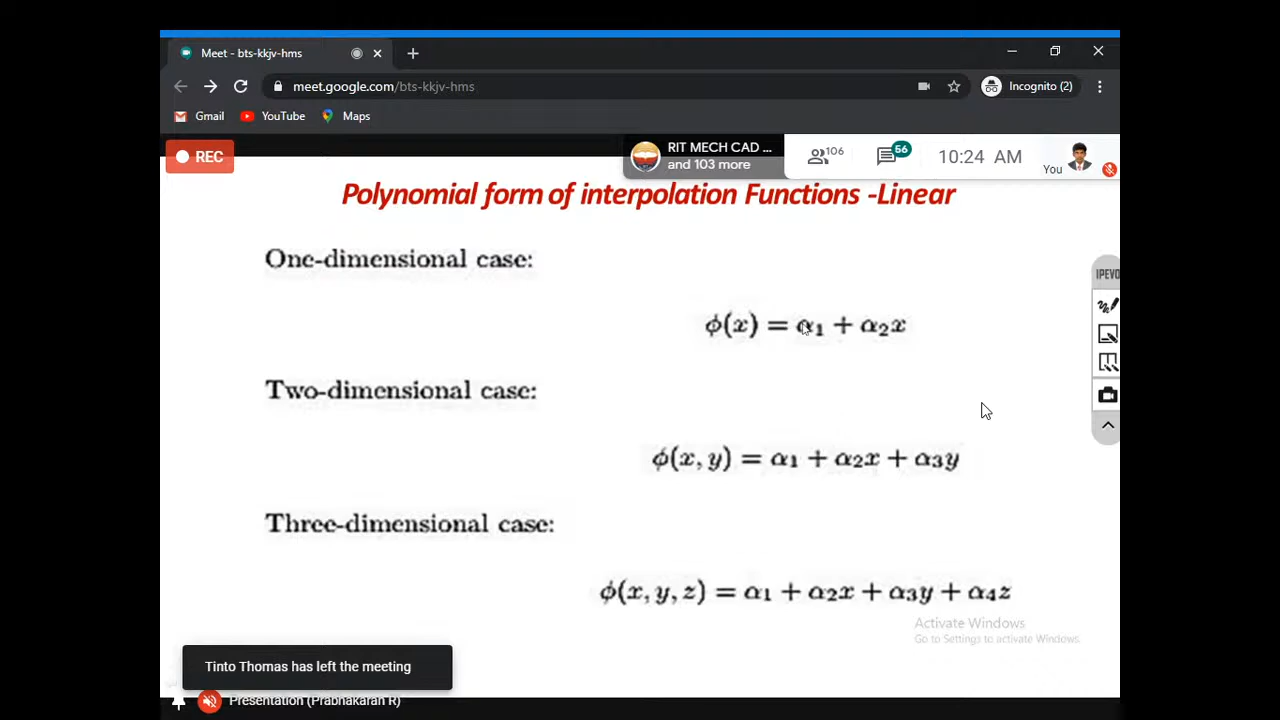 Meet - bts-kkjv-hms
meet.google.com/bts-kkjv-hms
Incognito (2)
Gmail YouTube Maps
REC
RIT MECH CAD ...
and 103 more
106
56
10:24 AM
You
Polynomial form of interpolation Functions -Linear
One-dimensional case:
IPEVO
ϕ(x) = α₁ + α₂x
Two-dimensional case:
ϕ(x, y) = α₁ + α₂x + α₃y
Three-dimensional case:
ϕ(x, y, z) = α₁ + α₂x + α₃y + α₄z
Activate Windows
Go to Settings to activate Windows.
Tinto Thomas has left the meeting
Presentation (Prabhakaran R)